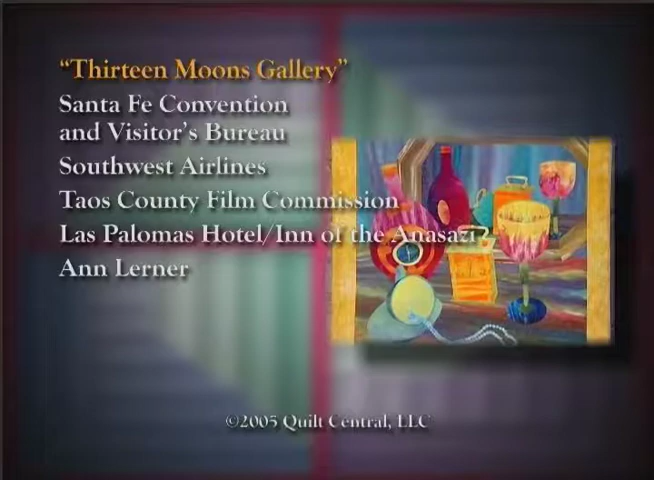 “Thirteen Moons Gallery”
Santa Fe Convention
and Visitor’s Bureau
Southwest Airlines
Taos County Film Commission
Las Palomas Hotel/Inn of the Anasazi
Ann Lerner
©2005 Quilt Central, LLC